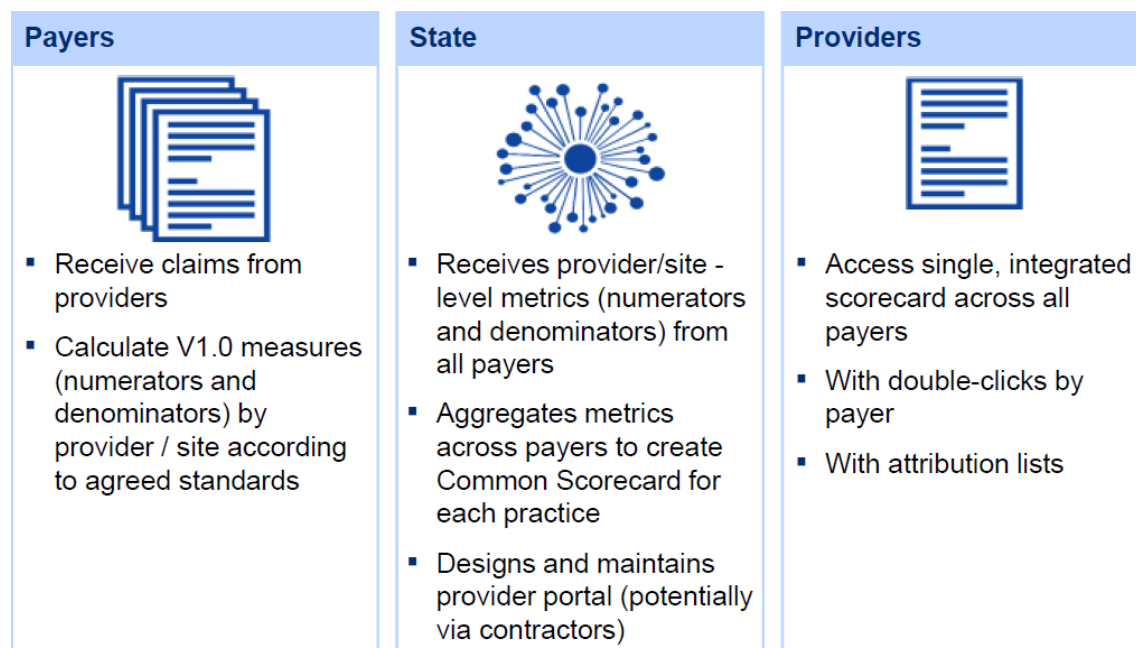 Payers
▪ Receive claims from
providers
▪ Calculate V1.0 measures
(numerators and
denominators) by
provider / site according
to agreed standards
State
▪ Receives provider/site -
level metrics (numerators
and denominators) from
all payers
▪ Aggregates metrics
across payers to create
Common Scorecard for
each practice
▪ Designs and maintains
provider portal (potentially
via contractors)
Providers
▪ Access single, integrated
scorecard across all
payers
▪ With double-clicks by
payer
▪ With attribution lists